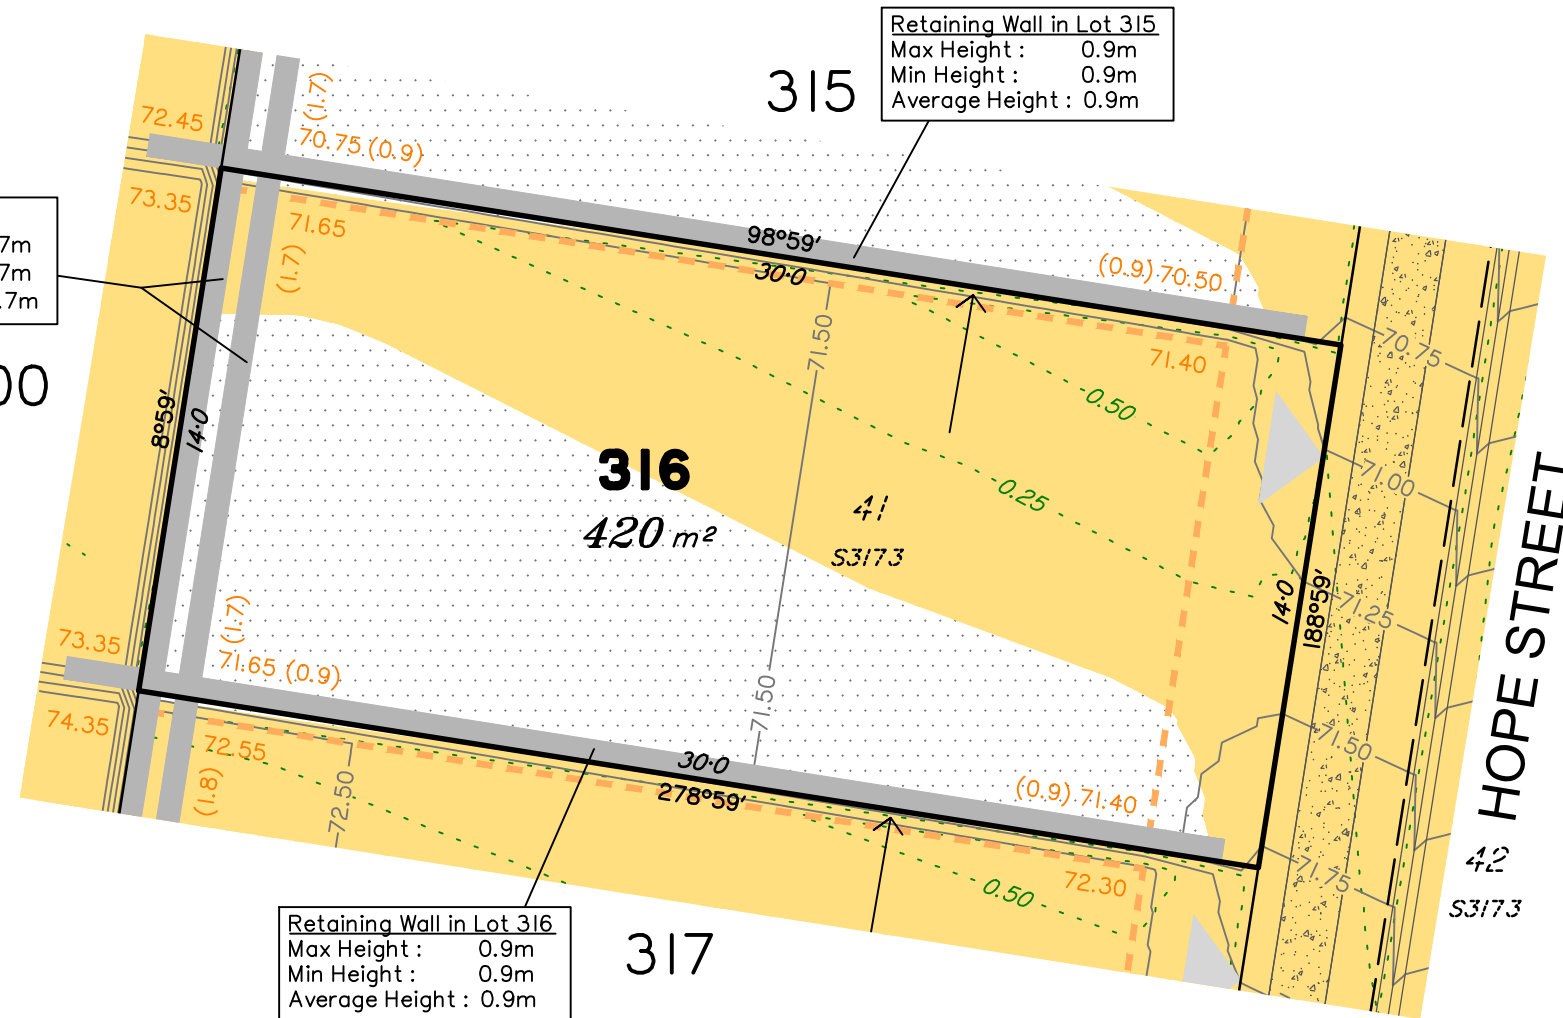 Retaining Wall in Lot 315
Max Height : 0.9m
Min Height : 0.9m
Average Height : 0.9m
315
72.45
(1.7)
70.75 (0.9)
73.35
71.65
(1.7)
98°59'
30·0
(0.9) 70.50
7m
7m
.7m
71.50
71.40
70.75
0.50
00
8°59'
14·0
316
420 m²
41
S3173
0.25
71.00
14·0
188°59'
71.25
HOPE STREET
(1.7)
73.35
71.65 (0.9)
71.50
71.50
74.35
72.55
(1.8)
72.50
30·0
278°59'
(0.9) 71.40
72.30
0.50
71.75
42
S3173
Retaining Wall in Lot 316
Max Height : 0.9m
Min Height : 0.9m
Average Height : 0.9m
317